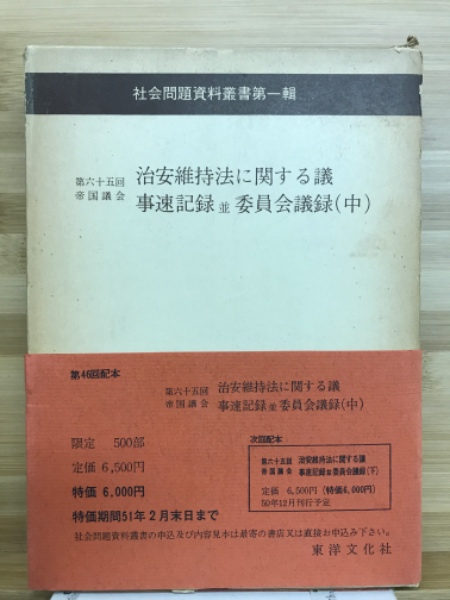 社会問題資料叢書第一輯
第六十五回
帝国議会
治安維持法に関する議
事速記録並委員会議録(中)
第46回配本
第六十五回
帝国議会
治安維持法に関する議
事速記録並委員会議録(中)
限定 500部
定価 6,500円
特価 6,000円
特価期間51年2月末日まで
次回配本
第六十五回
帝国議会
治安維持法に関する議
事速記録並委員会議録(下)
定価 6,500円(特価6,000円)
50年12月刊行予定
社会問題資料叢書の申込及び内容見本は最寄の書店又は直接お申込み下さい。
東洋文化社